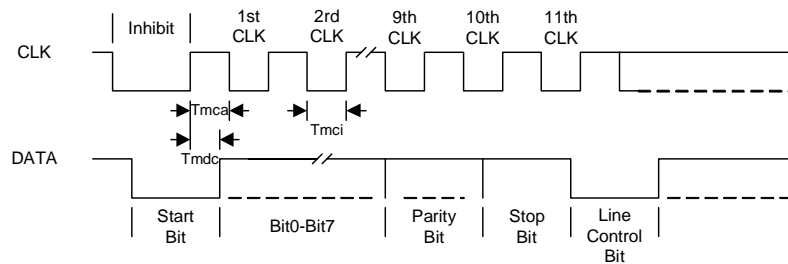 Inhibit
1st CLK
2rd CLK
9th CLK
10th CLK
11th CLK
CLK
Tmca
Tmci
Tmdc
DATA
Start Bit
Bit0-Bit7
Parity Bit
Stop Bit
Line Control Bit